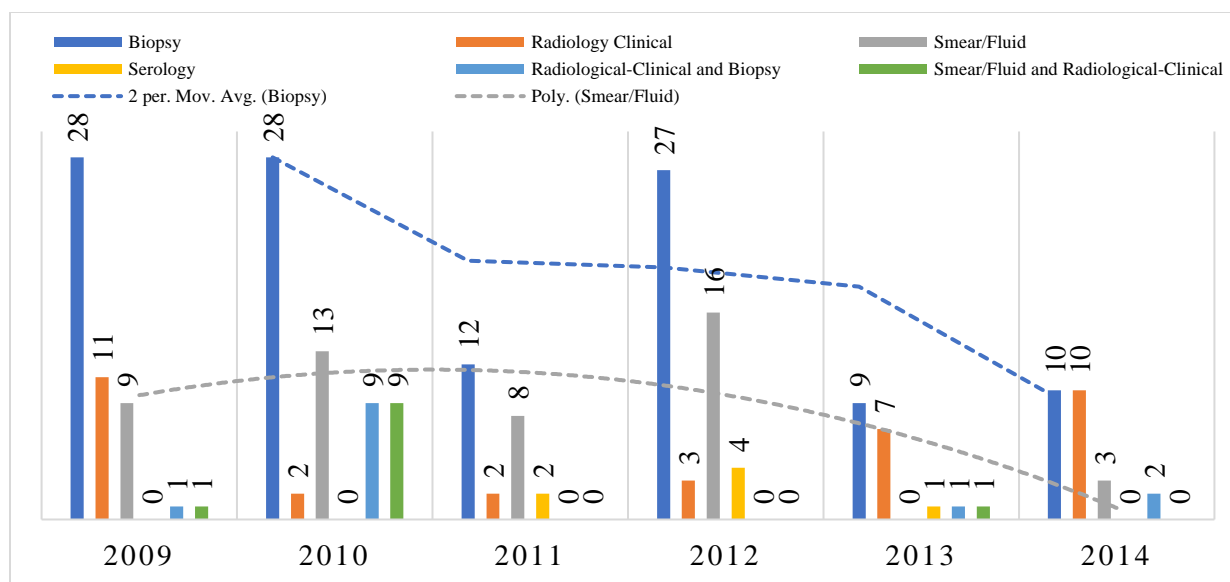 Biopsy Radiology Clinical Smear/Fluid
Serology Radiological-Clinical and Biopsy Smear/Fluid and Radiological-Clinical
2 per. Mov. Avg. (Biopsy) Poly. (Smear/Fluid)
28 11 9 0 1 1
28 2 13 0 9 9
12 2 8 2 0 0
27 3 16 4 0 0
9 7 0 1 1 1
10 10 3 0 2 0
2009 2010 2011 2012 2013 2014